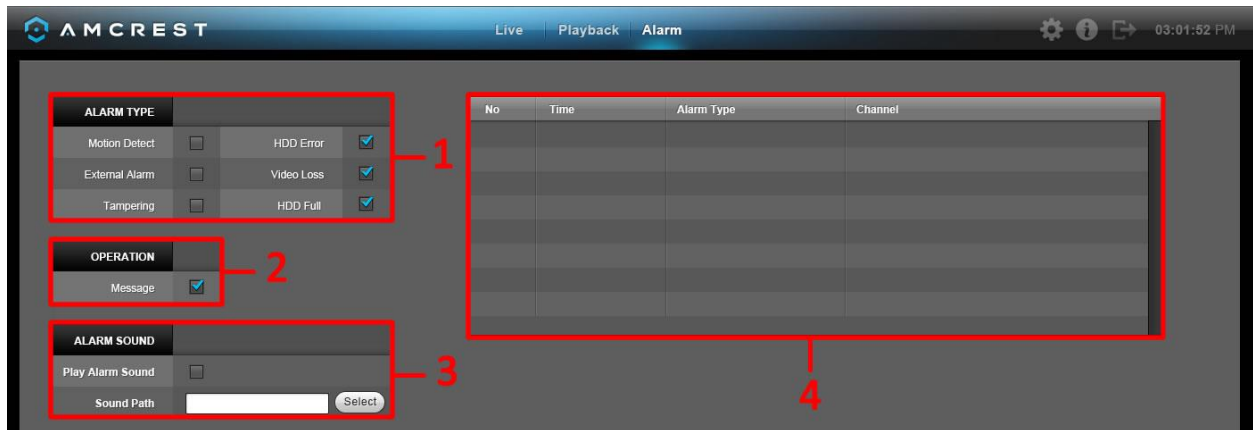 AMCREST
Live Playback Alarm
03:01:52 PM
ALARM TYPE
Motion Detect HDD Error
External Alarm Video Loss
Tampering HDD Full
1
OPERATION
Message
2
ALARM SOUND
Play Alarm Sound
Sound Path Select
3
No Time Alarm Type Channel
4